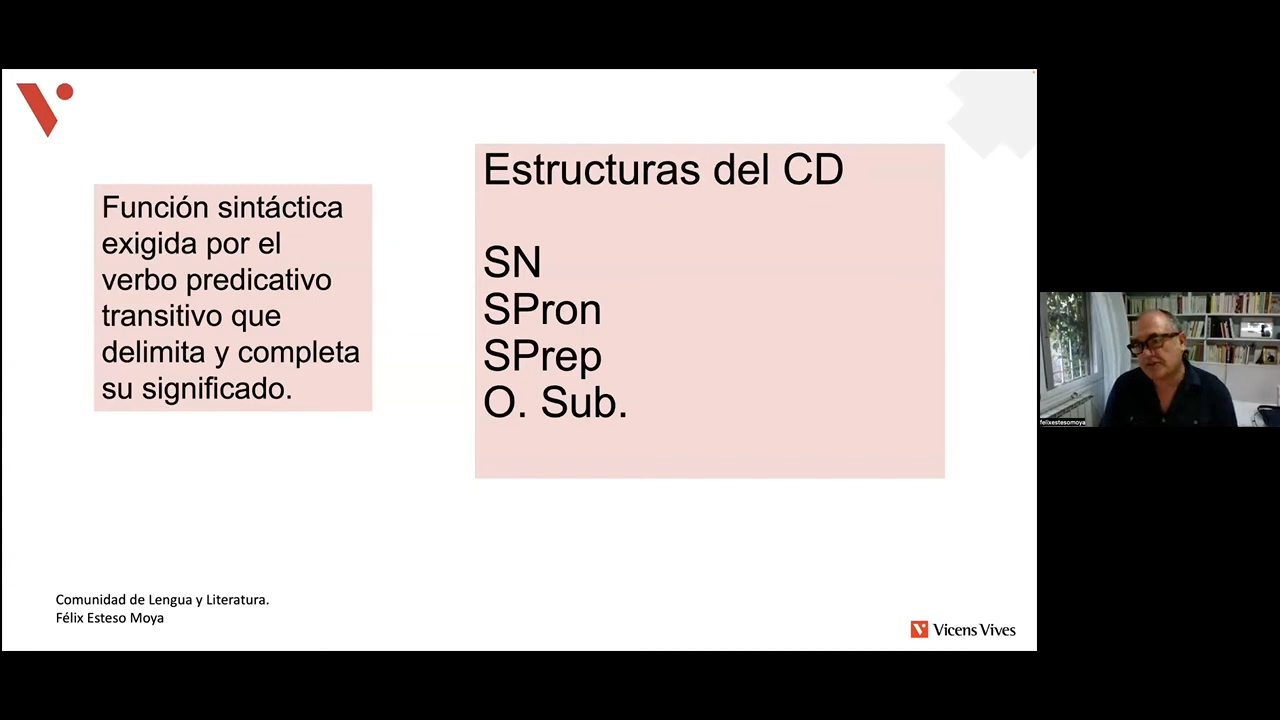 Función sintáctica
exigida por el
verbo predicativo
transitivo que
delimita y completa
su significado.
Estructuras del CD
SN
SPron
SPrep
O. Sub.
Comunidad de Lengua y Literatura.
Félix Esteso Moya
Vicens Vives
felixestesomoya